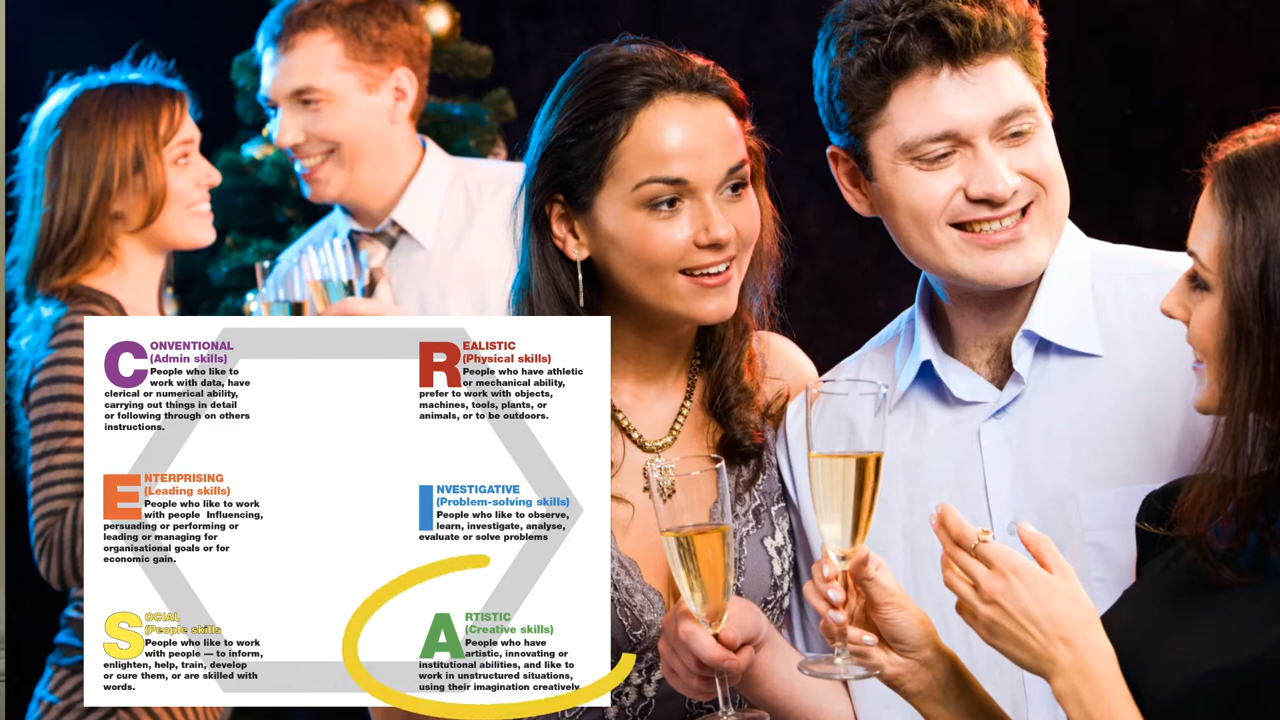 CONVENTIONAL
(Admin skills)
People who like to
work with data, have
clerical or numerical ability,
carrying out things in detail
or following through on others
instructions.
REALISTIC
(Physical skills)
People who have athletic
or mechanical ability,
prefer to work with objects,
machines, tools, plants, or
animals, or to be outdoors.
ENTERPRISING
(Leading skills)
People who like to work
with people Influencing,
persuading or performing or
leading or managing for
organisational goals or for
economic gain.
INVESTIGATIVE
(Problem-solving skills)
People who like to observe,
learn, investigate, analyse,
evaluate or solve problems
SOCIAL
(People skills
People who like to work
with people — to inform,
enlighten, help, train, develop
or cure them, or are skilled with
words.
ARTISTIC
(Creative skills)
People who have
artistic, innovating or
institutional abilities, and like to
work in unstructured situations,
using their imagination creatively